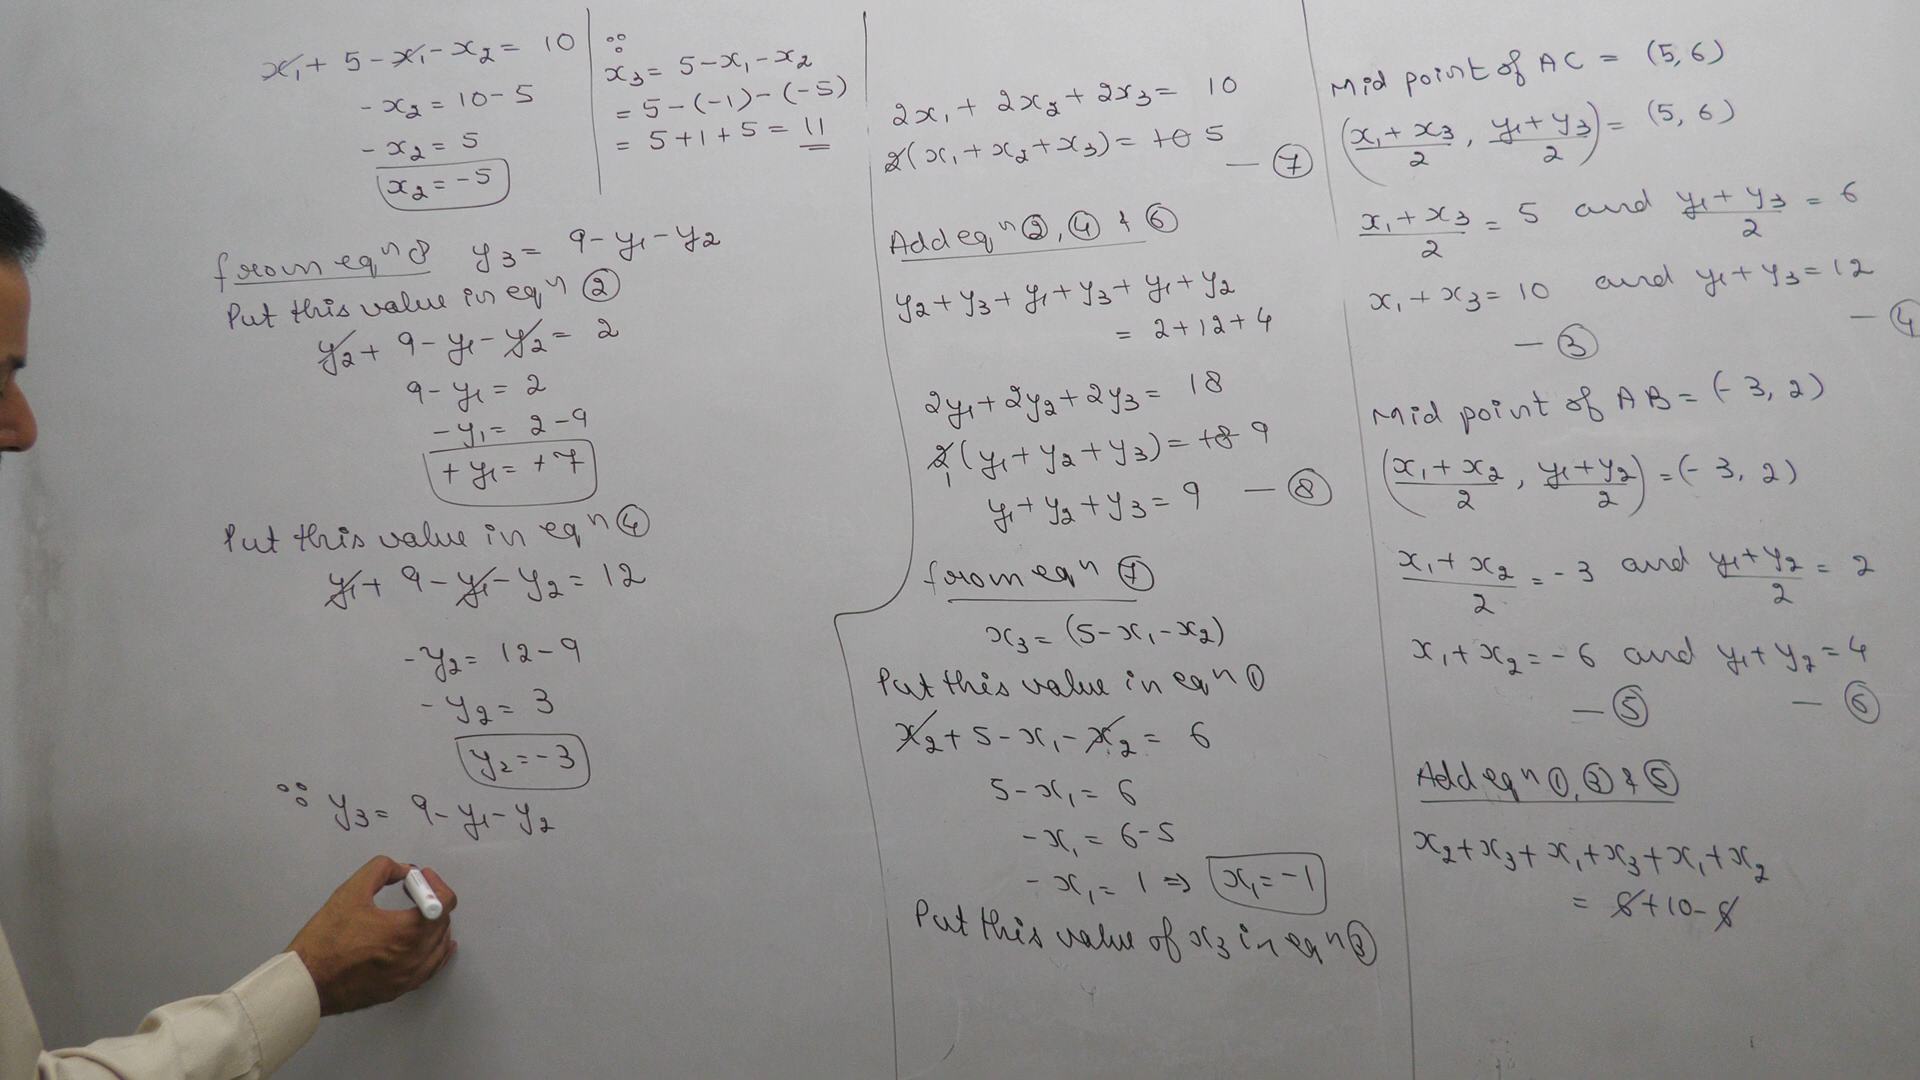 x₁ + 5 - x₁ - x₂ = 10
- x₂ = 10 - 5
- x₂ = 5
x₂ = -5
∵
x₃ = 5 - x₁ - x₂
= 5 - (-1) - (-5)
= 5 + 1 + 5 = 11
from eqⁿ 8 y₃ = 9 - y₁ - y₂
Put this value in eqⁿ ②
y₂ + 9 - y₁ - y₂ = 2
9 - y₁ = 2
- y₁ = 2 - 9
+ y₁ = + 7
Put this value in eqⁿ ④
y₁ + 9 - y₁ - y₂ = 12
- y₂ = 12 - 9
- y₂ = 3
y₂ = -3
∵ y₃ = 9 - y₁ - y₂
2x₁ + 2x₂ + 2x₃ = 10
2(x₁ + x₂ + x₃) = 10 5
— ⑦
Add eqⁿ ②, ④ & ⑥
y₂ + y₃ + y₁ + y₃ + y₁ + y₂
= 2 + 12 + 4
2y₁ + 2y₂ + 2y₃ = 18
2(y₁ + y₂ + y₃) = 18 9
1
y₁ + y₂ + y₃ = 9 — ⑧
from eqⁿ ⑦
x₃ = (5 - x₁ - x₂)
Put this value in eqⁿ ①
x₂ + 5 - x₁ - x₂ = 6
5 - x₁ = 6
- x₁ = 6 - 5
- x₁ = 1 ⇒ x₁ = -1
Put this value of x₃ in eqⁿ ③
Mid point of AC = (5, 6)
(x₁ + x₃/2, y₁ + y₃/2) = (5, 6)
x₁ + x₃/2 = 5 and y₁ + y₃/2 = 6
x₁ + x₃ = 10 and y₁ + y₃ = 12
— ③ — ④
Mid point of AB = (-3, 2)
(x₁ + x₂/2, y₁ + y₂/2) = (-3, 2)
x₁ + x₂/2 = -3 and y₁ + y₂/2 = 2
x₁ + x₂ = -6 and y₁ + y₂ = 4
— ⑤ — ⑥
Add eqⁿ ①, ③ & ⑤
x₂ + x₃ + x₁ + x₃ + x₁ + x₂
= 6 + 10 - 6